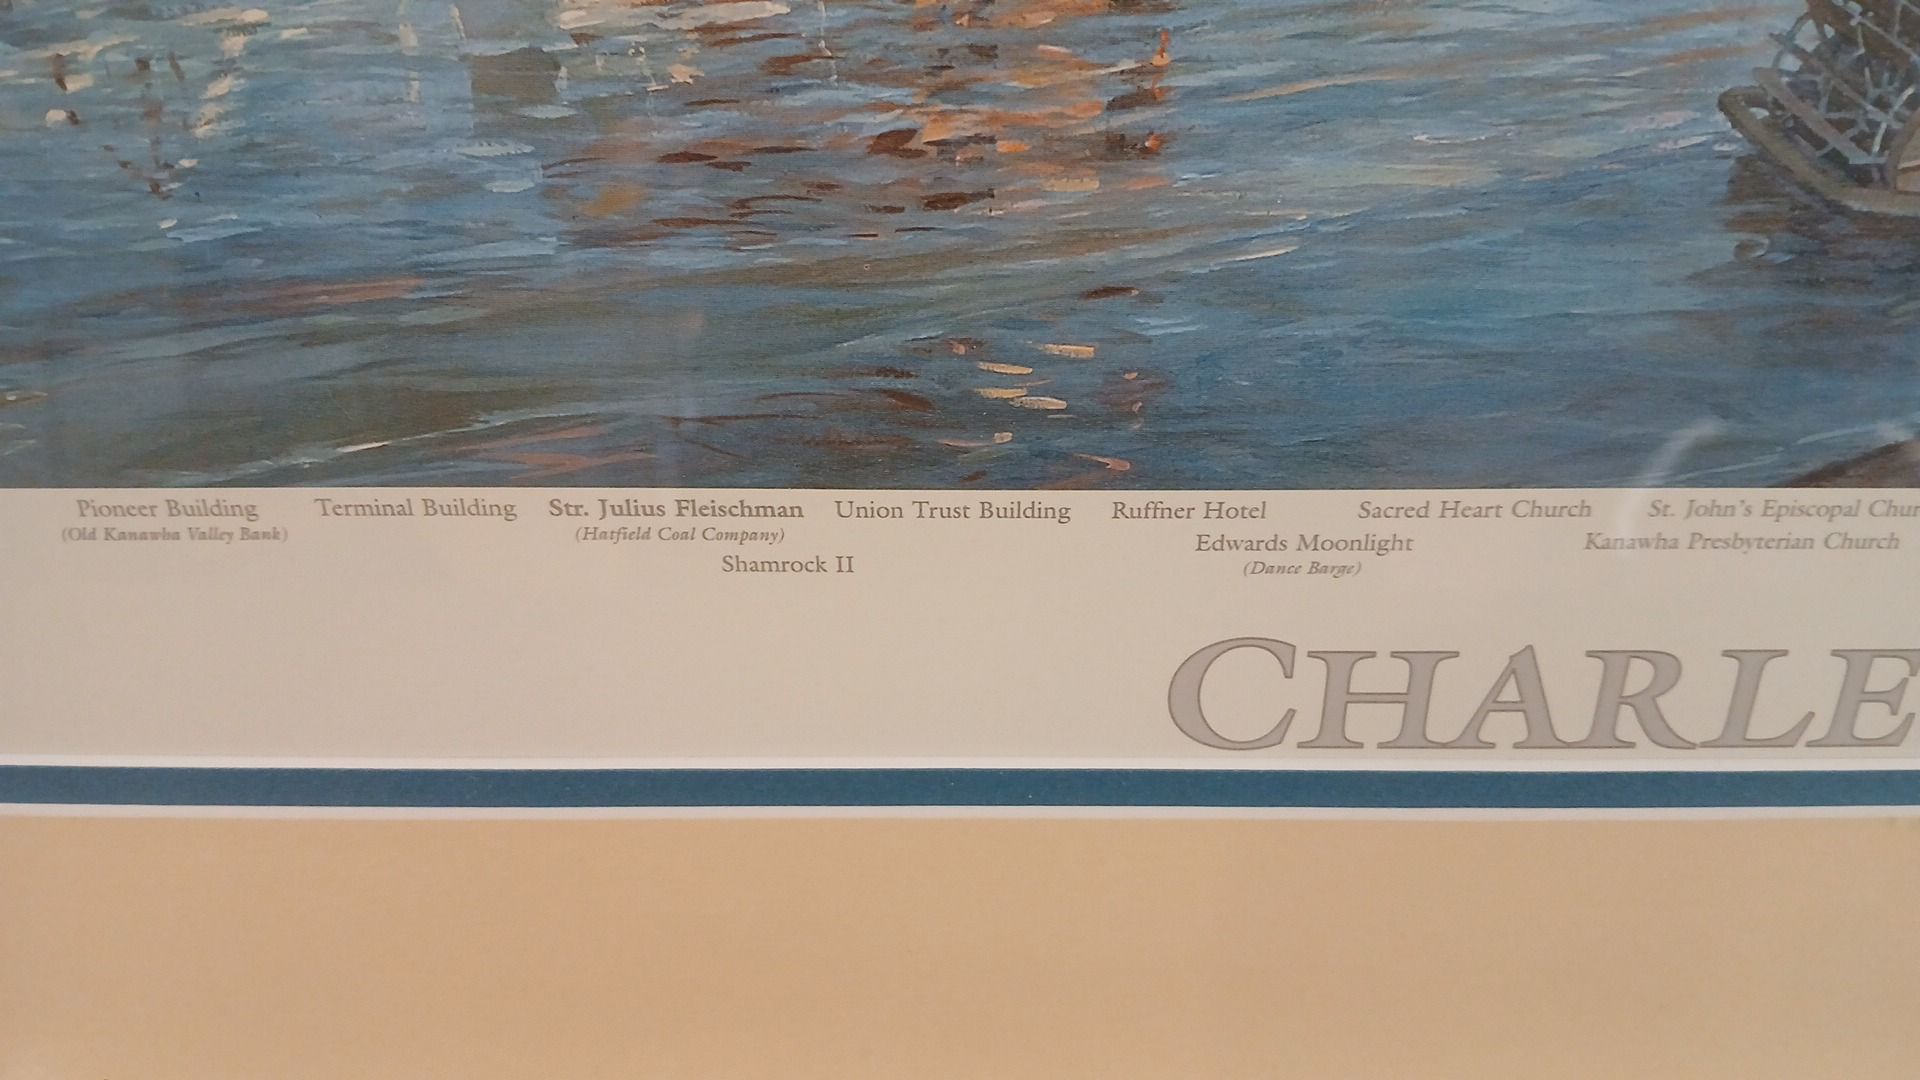 Pioneer Building Terminal Building Str. Julius Fleischman Union Trust Building Ruffner Hotel Sacred Heart Church St. John's Episcopal Chur
(Old Kanawha Valley Bank) (Hatfield Coal Company) Edwards Moonlight Kanawha Presbyterian Church
Shamrock II (Dance Barge)
CHARLE